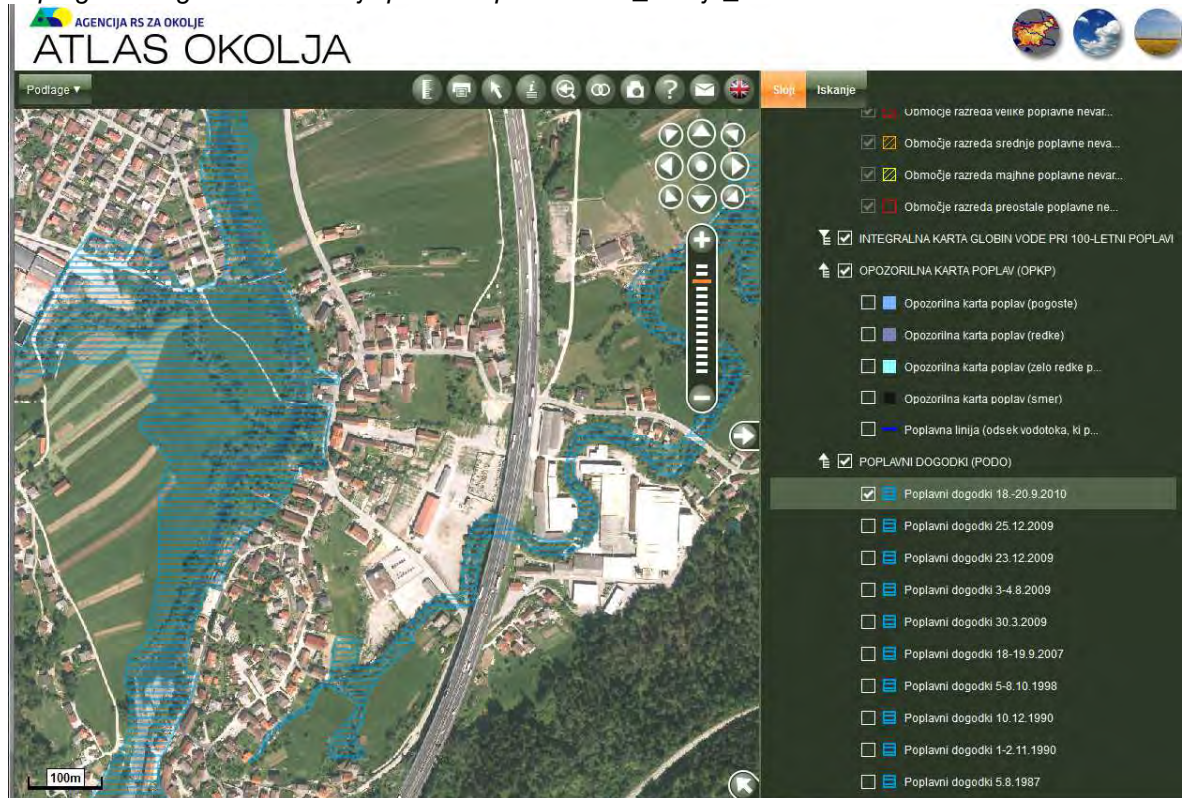 AGENCIJA RS ZA OKOLJE
ATLAS OKOLJA
Podlage ▼
?
Sloji
Iskanje
Območje razreda velike poplavne nevar...
Območje razreda srednje poplavne neva...
Območje razreda majhne poplavne nevar...
Območje razreda preostale poplavne ne...
INTEGRALNA KARTA GLOBIN VODE PRI 100-LETNI POPLAVI
OPOZORILNA KARTA POPLAV (OPKP)
Opozorilna karta poplav (pogoste)
Opozorilna karta poplav (redke)
Opozorilna karta poplav (zelo redke p...
Opozorilna karta poplav (smer)
Poplavna linija (odsek vodotoka, ki p...
POPLAVNI DOGODKI (PODO)
Poplavni dogodki 18.-20.9.2010
Poplavni dogodki 25.12.2009
Poplavni dogodki 23.12.2009
Poplavni dogodki 3-4.8.2009
Poplavni dogodki 30.3.2009
Poplavni dogodki 18-19.9.2007
Poplavni dogodki 5-8.10.1998
Poplavni dogodki 10.12.1990
Poplavni dogodki 1-2.11.1990
Poplavni dogodki 5.8.1987
100m